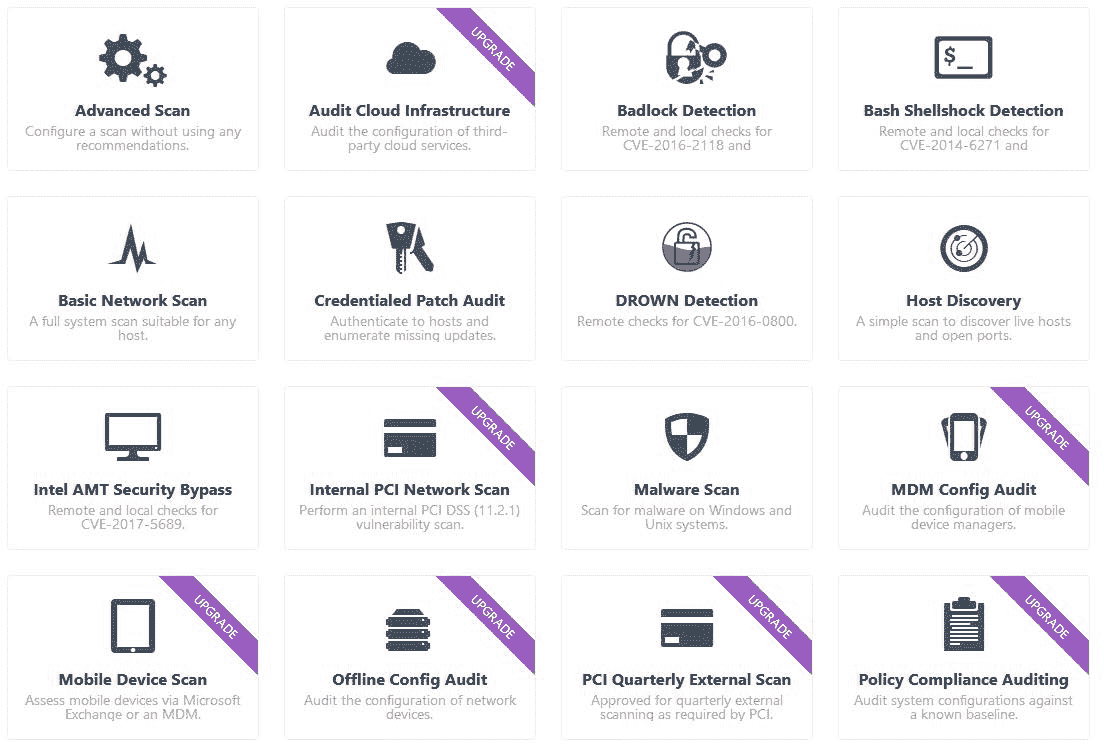 UPGRADE
Advanced Scan
Configure a scan without using any
recommendations.
Audit Cloud Infrastructure
Audit the configuration of third-
party cloud services.
Badlock Detection
Remote and local checks for
CVE-2016-2118 and
$_
Bash Shellshock Detection
Remote and local checks for
CVE-2014-6271 and
Basic Network Scan
A full system scan suitable for any
host.
Credentialed Patch Audit
Authenticate to hosts and
enumerate missing updates.
DROWN Detection
Remote checks for CVE-2016-0800.
Host Discovery
A simple scan to discover live hosts
and open ports.
Intel AMT Security Bypass
Remote and local checks for
CVE-2017-5689.
UPGRADE
Internal PCI Network Scan
Perform an internal PCI DSS (11.2.1)
vulnerability scan.
Malware Scan
Scan for malware on Windows and
Unix systems.
UPGRADE
MDM Config Audit
Audit the configuration of mobile
device managers.
UPGRADE
Mobile Device Scan
Assess mobile devices via Microsoft
Exchange or an MDM.
UPGRADE
Offline Config Audit
Audit the configuration of network
devices.
UPGRADE
PCI Quarterly External Scan
Approved for quarterly external
scanning as required by PCI.
UPGRADE
Policy Compliance Auditing
Audit system configurations against
a known baseline.